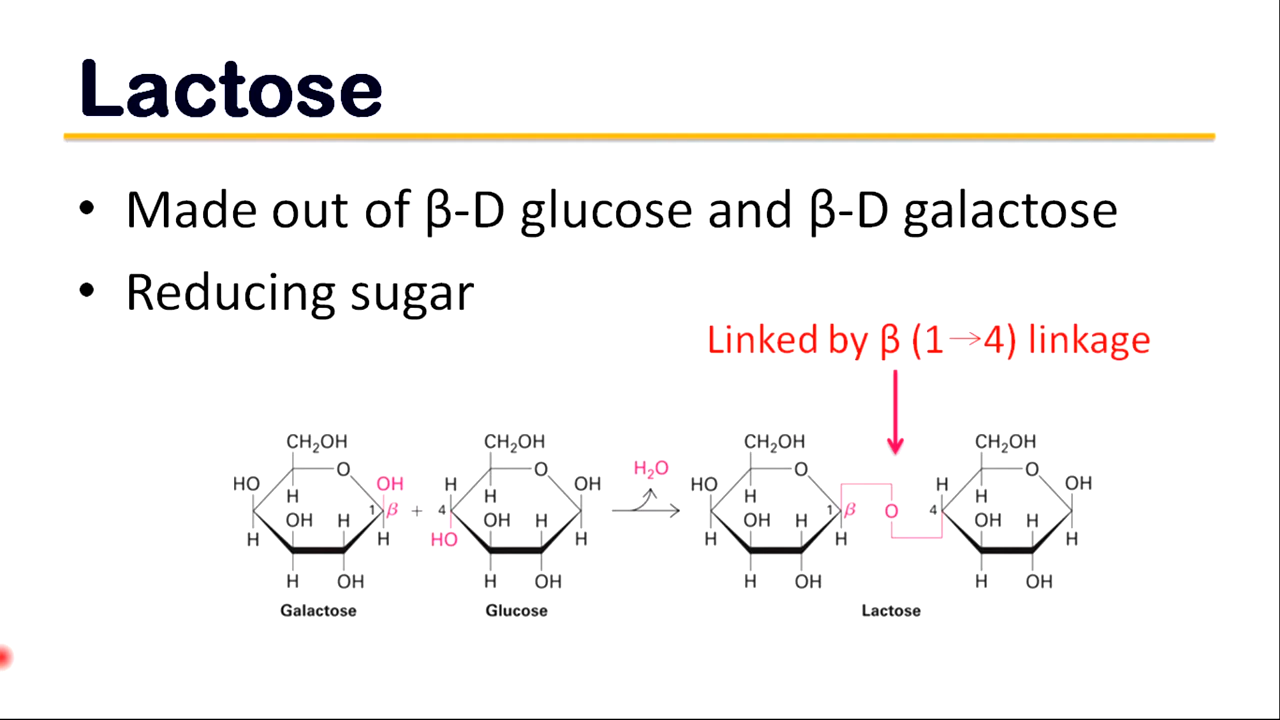 Lactose
• Made out of β-D glucose and β-D galactose
• Reducing sugar
Linked by β (1→4) linkage
CH₂OH CH₂OH CH₂OH CH₂OH
HO O OH H O OH H₂O HO O H O OH
H H H H
OH H 1 β + 4 OH H OH H 1 β O 4 OH H
H H HO H H H H
H OH H OH H OH H OH
Galactose Glucose Lactose